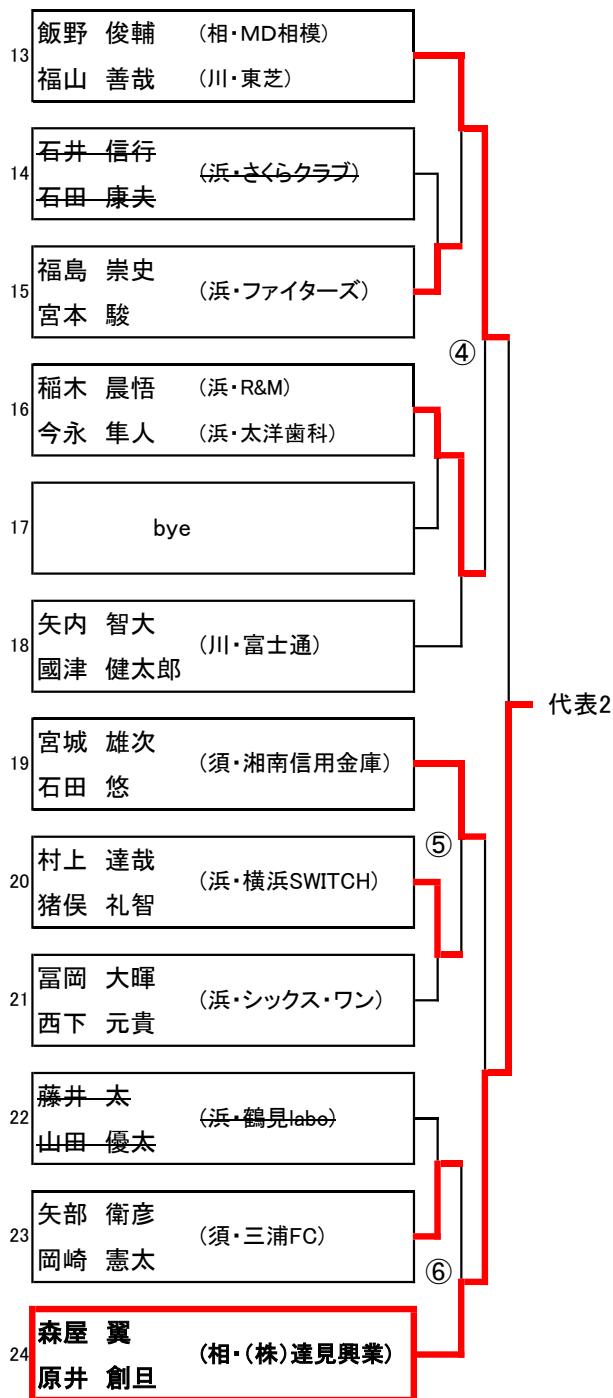 飯野 俊輔 (相・MD相模)
13
福山 善哉 (川・東芝)
石井 信行
14 (浜・さくらクラブ)
石田 康夫
福島 崇史
15 (浜・ファイターズ)
宮本 駿
④
稲木 晨悟 (浜・R&M)
16
今永 隼人 (浜・太洋歯科)
17 bye
矢内 智大
18 (川・富士通)
國津 健太郎
代表2
宮城 雄次
19 (須・湘南信用金庫)
石田 悠
⑤
村上 達哉
20 (浜・横浜SWITCH)
猪俣 礼智
冨岡 大暉
21 (浜・シックス・ワン)
西下 元貴
藤井 太
22 (浜・鶴見labo)
山田 優太
矢部 衛彦
23 (須・三浦FC)
岡崎 憲太
⑥
森屋 翼
24 (相・(株)達見興業)
原井 創旦